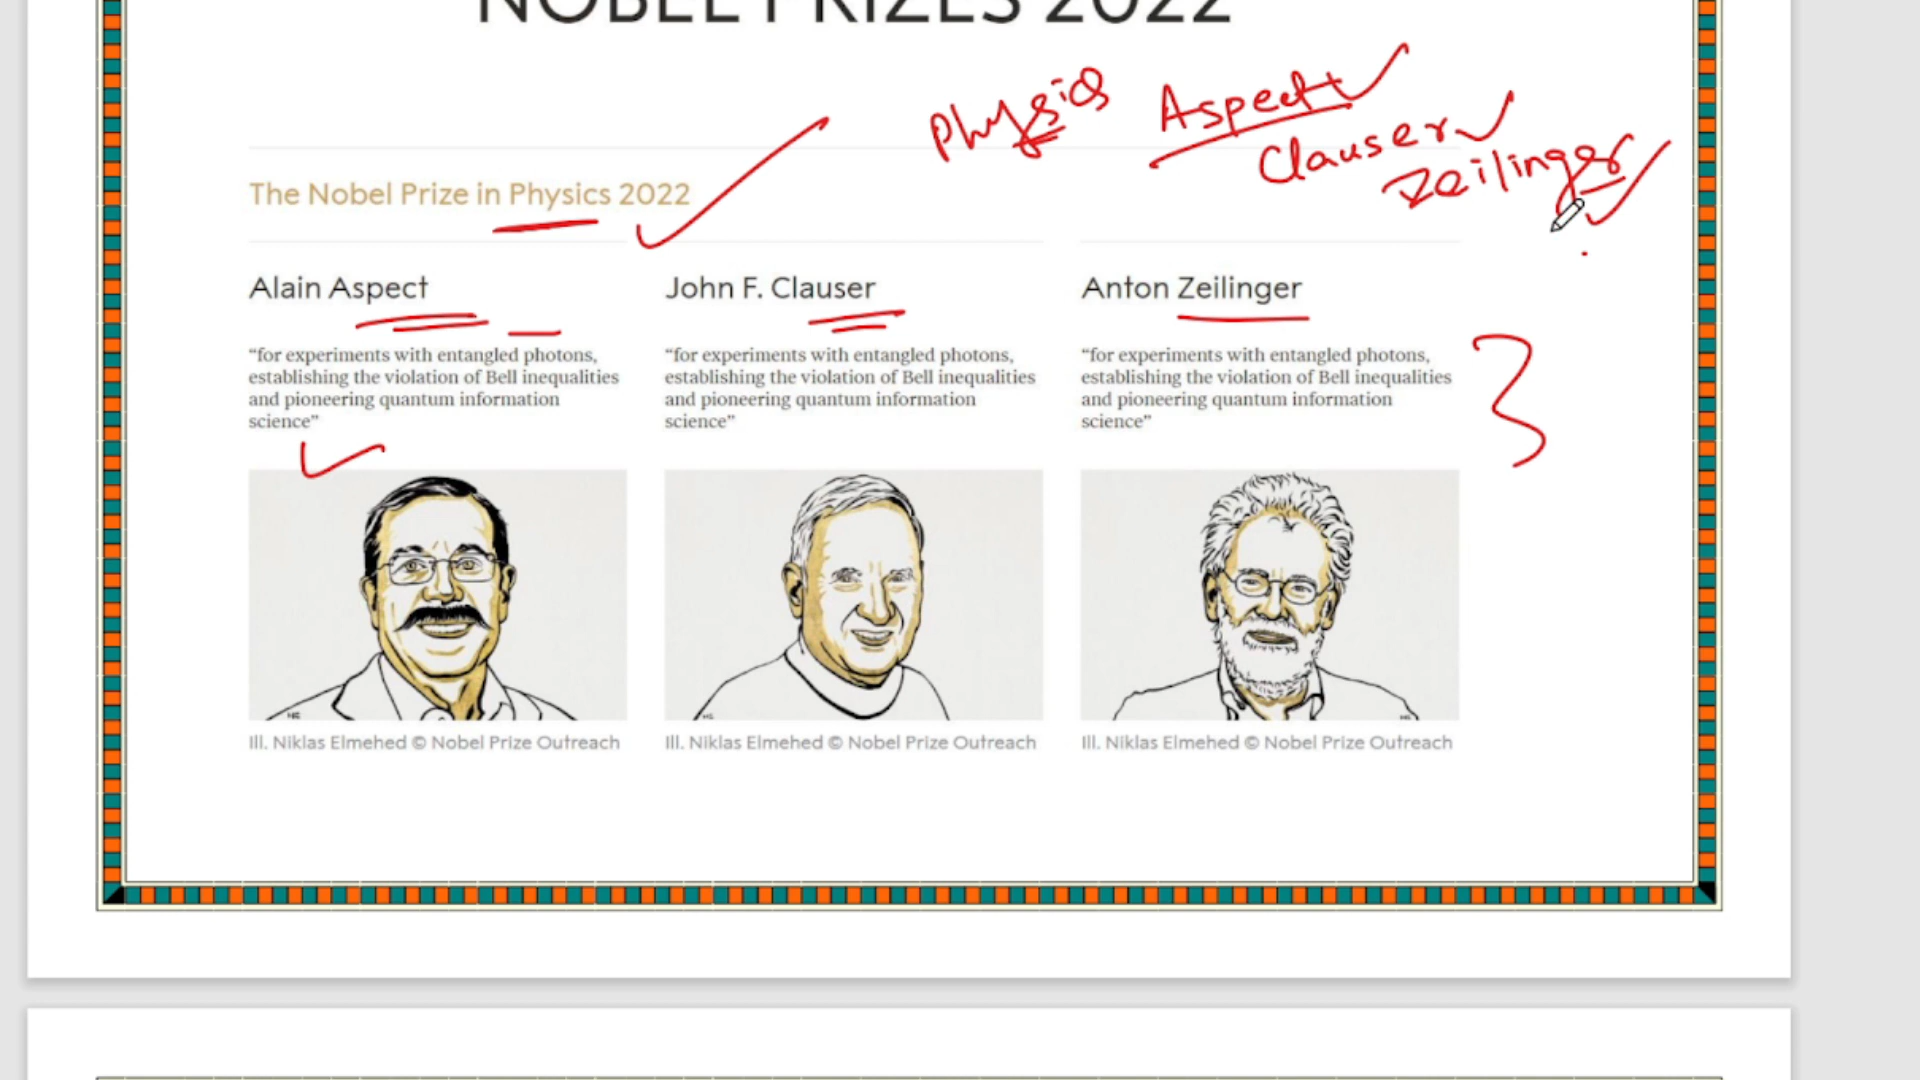 NOBEL PRIZES 2022
Physics Aspect
Clauser
Zeilinger
The Nobel Prize in Physics 2022
Alain Aspect
“for experiments with entangled photons,
establishing the violation of Bell inequalities
and pioneering quantum information
science”
Ill. Niklas Elmehed © Nobel Prize Outreach
John F. Clauser
“for experiments with entangled photons,
establishing the violation of Bell inequalities
and pioneering quantum information
science”
Ill. Niklas Elmehed © Nobel Prize Outreach
Anton Zeilinger
“for experiments with entangled photons,
establishing the violation of Bell inequalities
and pioneering quantum information
science”
Ill. Niklas Elmehed © Nobel Prize Outreach